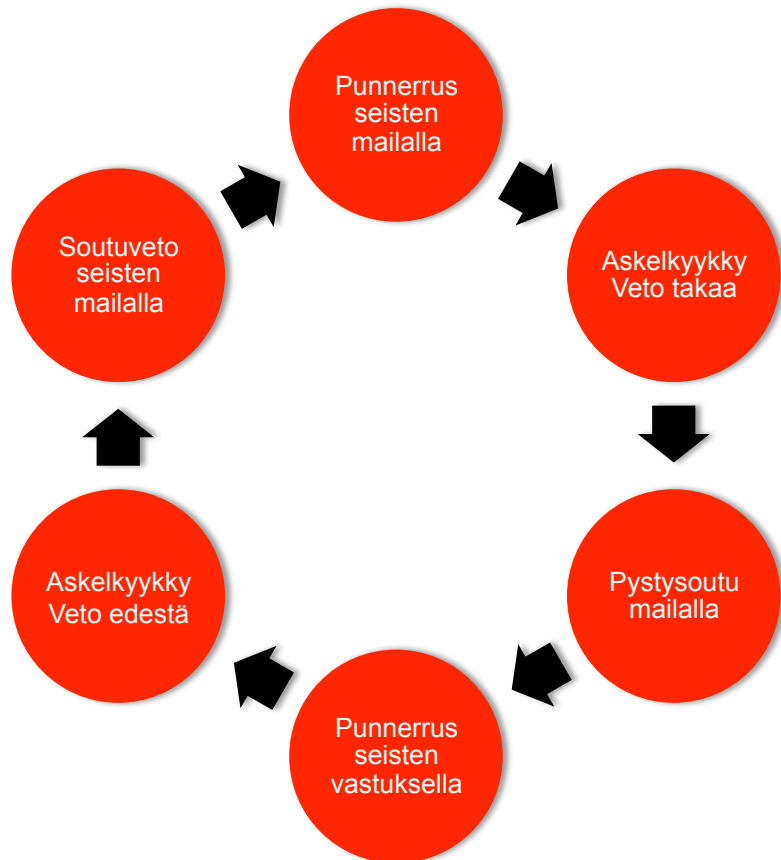 Punnerrus
seisten
mailalla
Askelkyykky
Veto takaa
Pystysoutu
mailalla
Punnerrus
seisten
vastuksella
Askelkyykky
Veto edestä
Soutuveto
seisten
mailalla